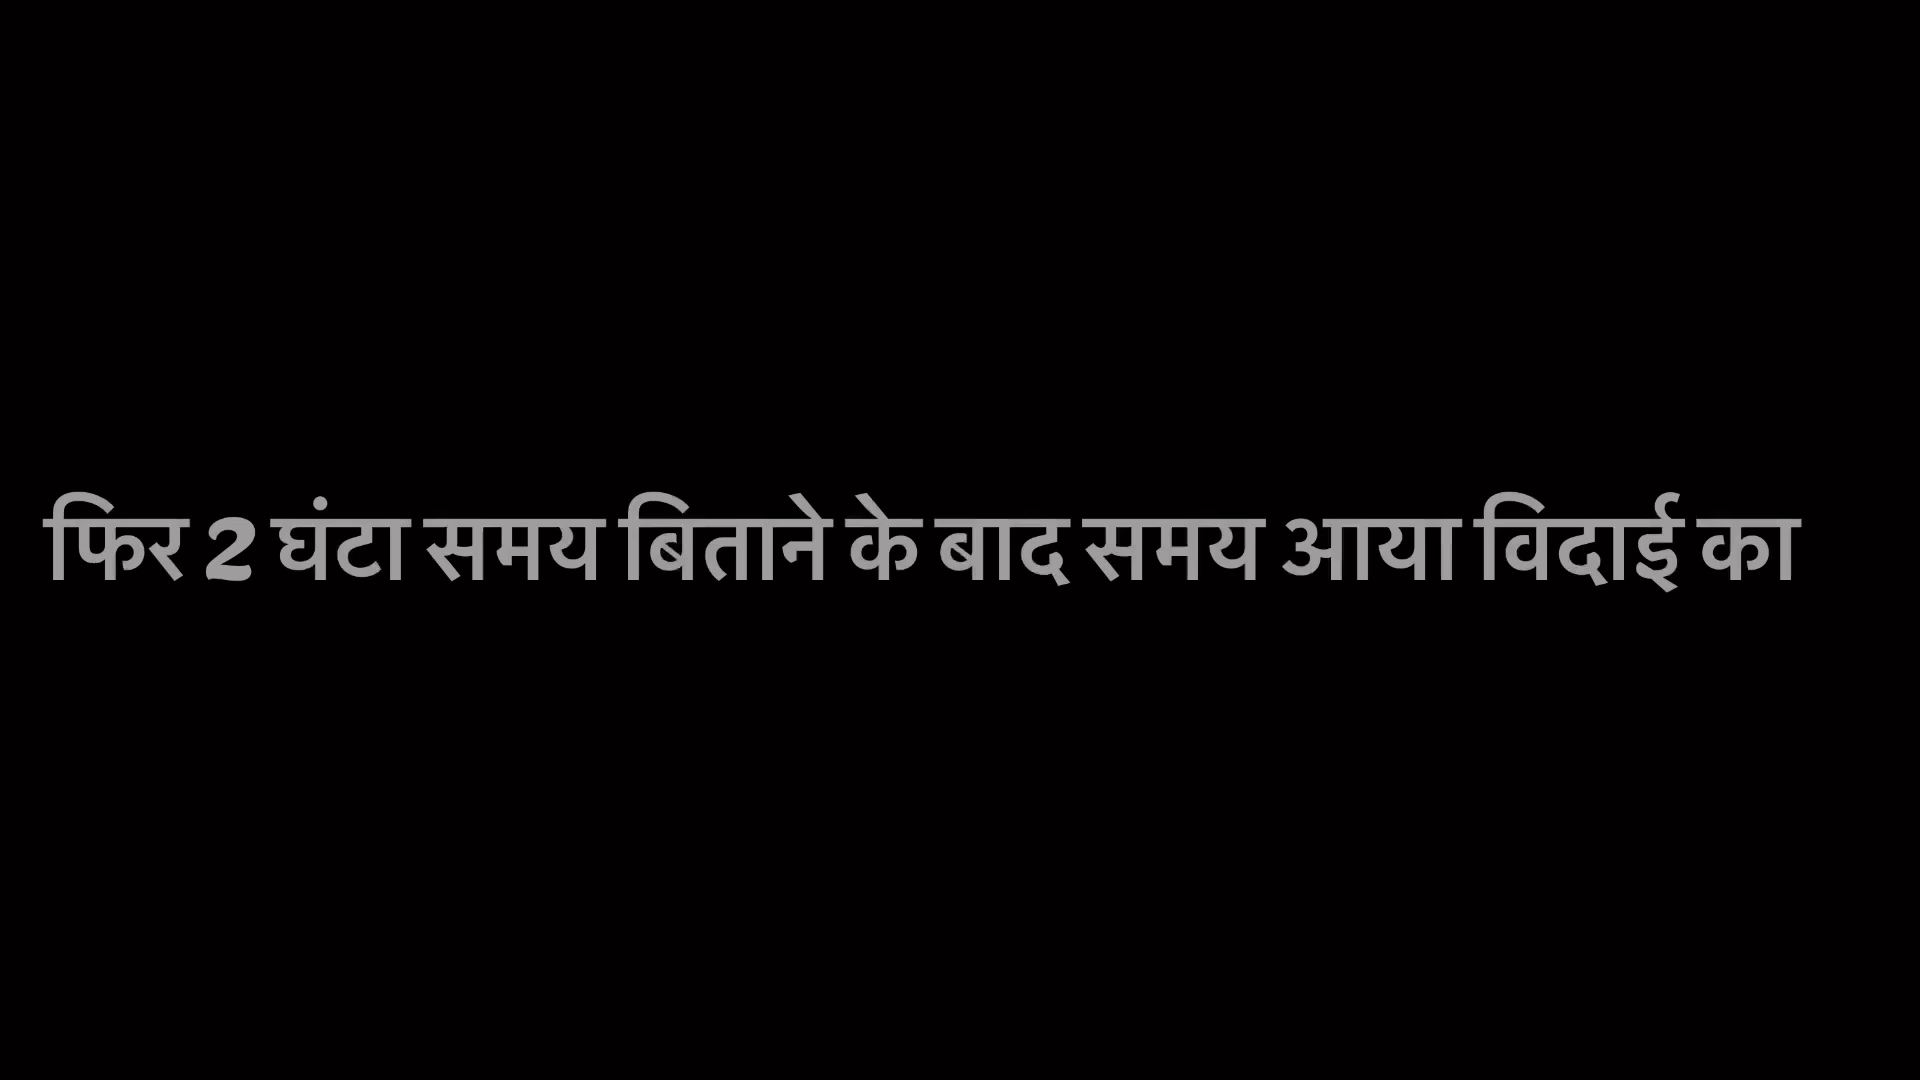 फिर 2 घंटा समय बिताने के बाद समय आया विदाई का